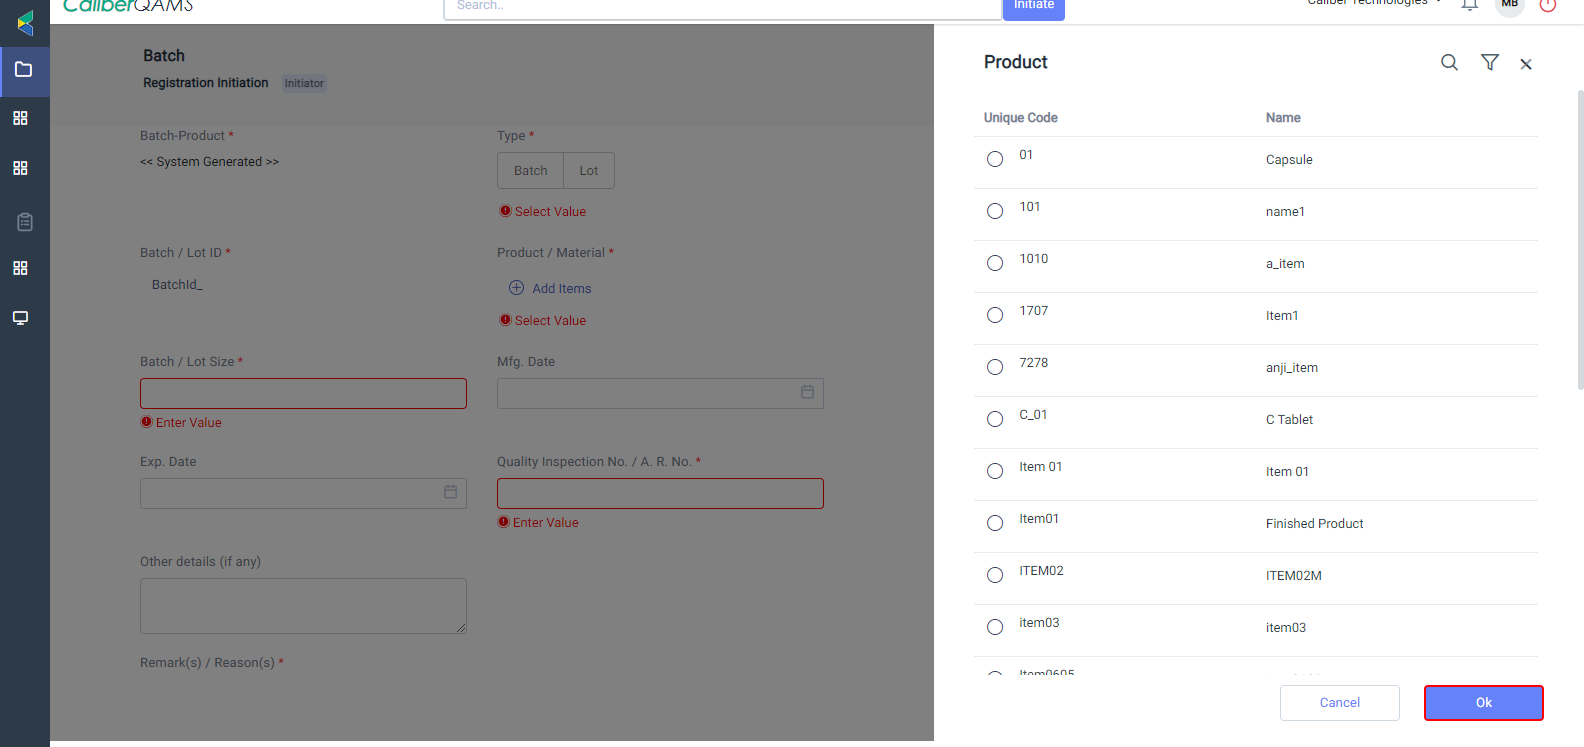 CaliberQAMS
Search..
Initiate
Caliber Technologies
MB
Batch
Registration Initiation Initiator
Batch-Product *
<< System Generated >>
Type *
Batch Lot
Select Value
Batch / Lot ID *
BatchId_
Product / Material *
Add Items
Select Value
Batch / Lot Size *
Enter Value
Mfg. Date
Exp. Date
Quality Inspection No. / A. R. No. *
Enter Value
Other details (if any)
Remark(s) / Reason(s) *
Product
Unique Code Name
01 Capsule
101 name1
1010 a_item
1707 Item1
7278 anji_item
C_01 C Tablet
Item 01 Item 01
Item01 Finished Product
ITEM02 ITEM02M
item03 item03
Item0605
Cancel Ok